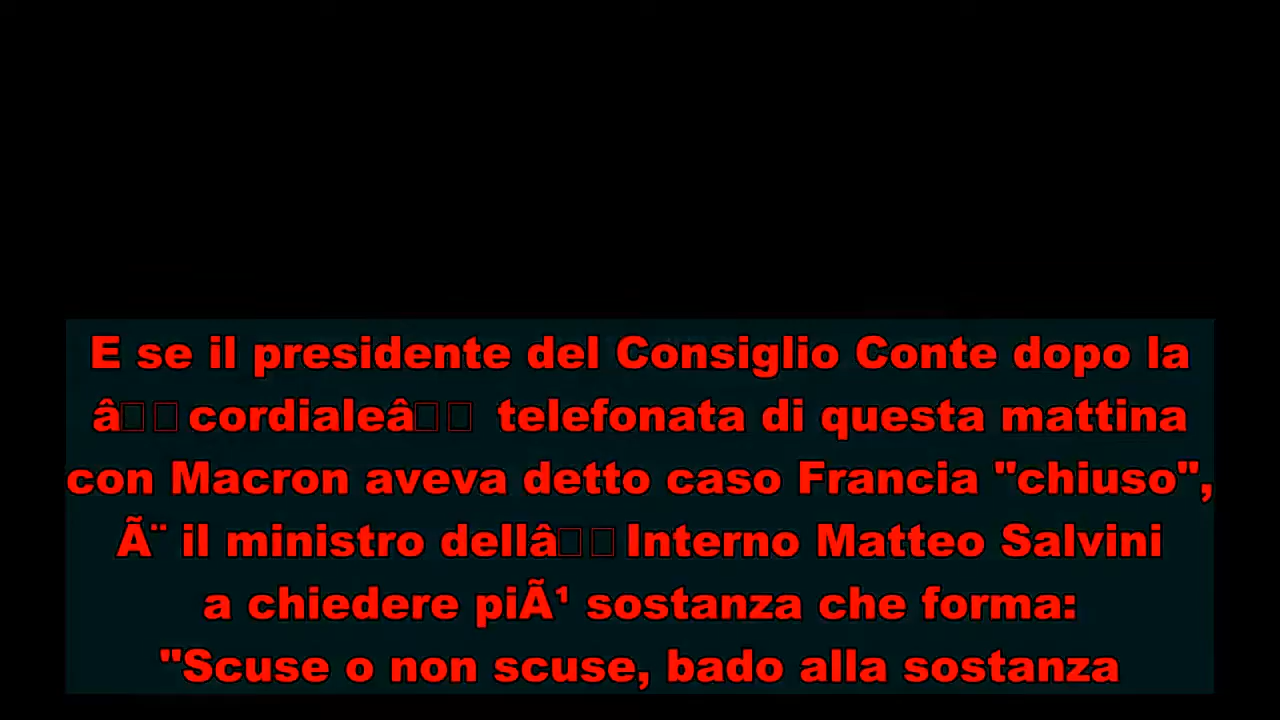 E se il presidente del Consiglio Conte dopo la
â□□cordialeâ□□ telefonata di questa mattina
con Macron aveva detto caso Francia "chiuso",
Ã¨ il ministro dellâ□□Interno Matteo Salvini
a chiedere piÃ¹ sostanza che forma:
"Scuse o non scuse, bado alla sostanza